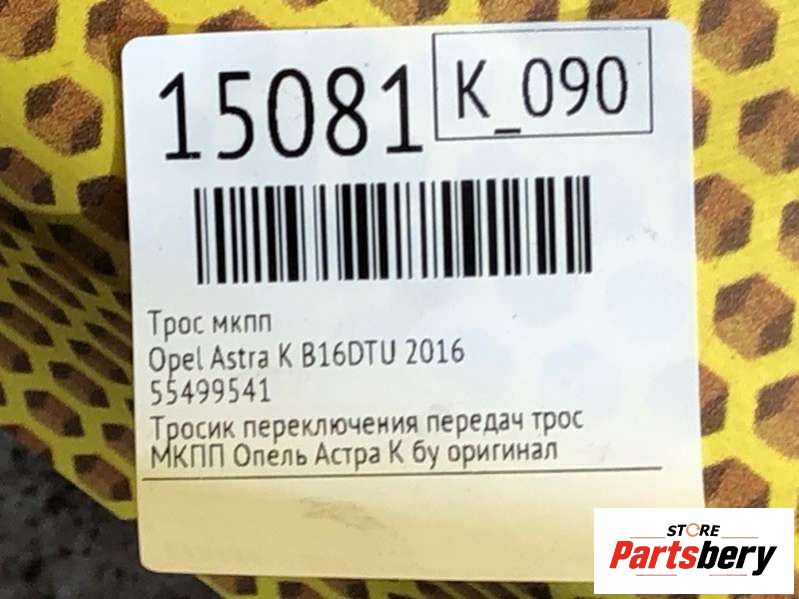 15081
K_090
Трос мкпп
Opel Astra K B16DTU 2016
55499541
Тросик переключения передач трос
МКПП Опель Астра К бу оригинал
STORE
Partsbery